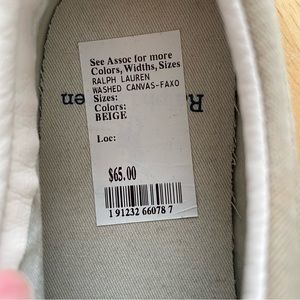 See Assoc for more
Colors, Widths, Sizes
RALPH LAUREN
WASHED CANVAS-FAXO
Sizes:
Colors:
BEIGE
Loc:
$65.00
1 91232 66078 7